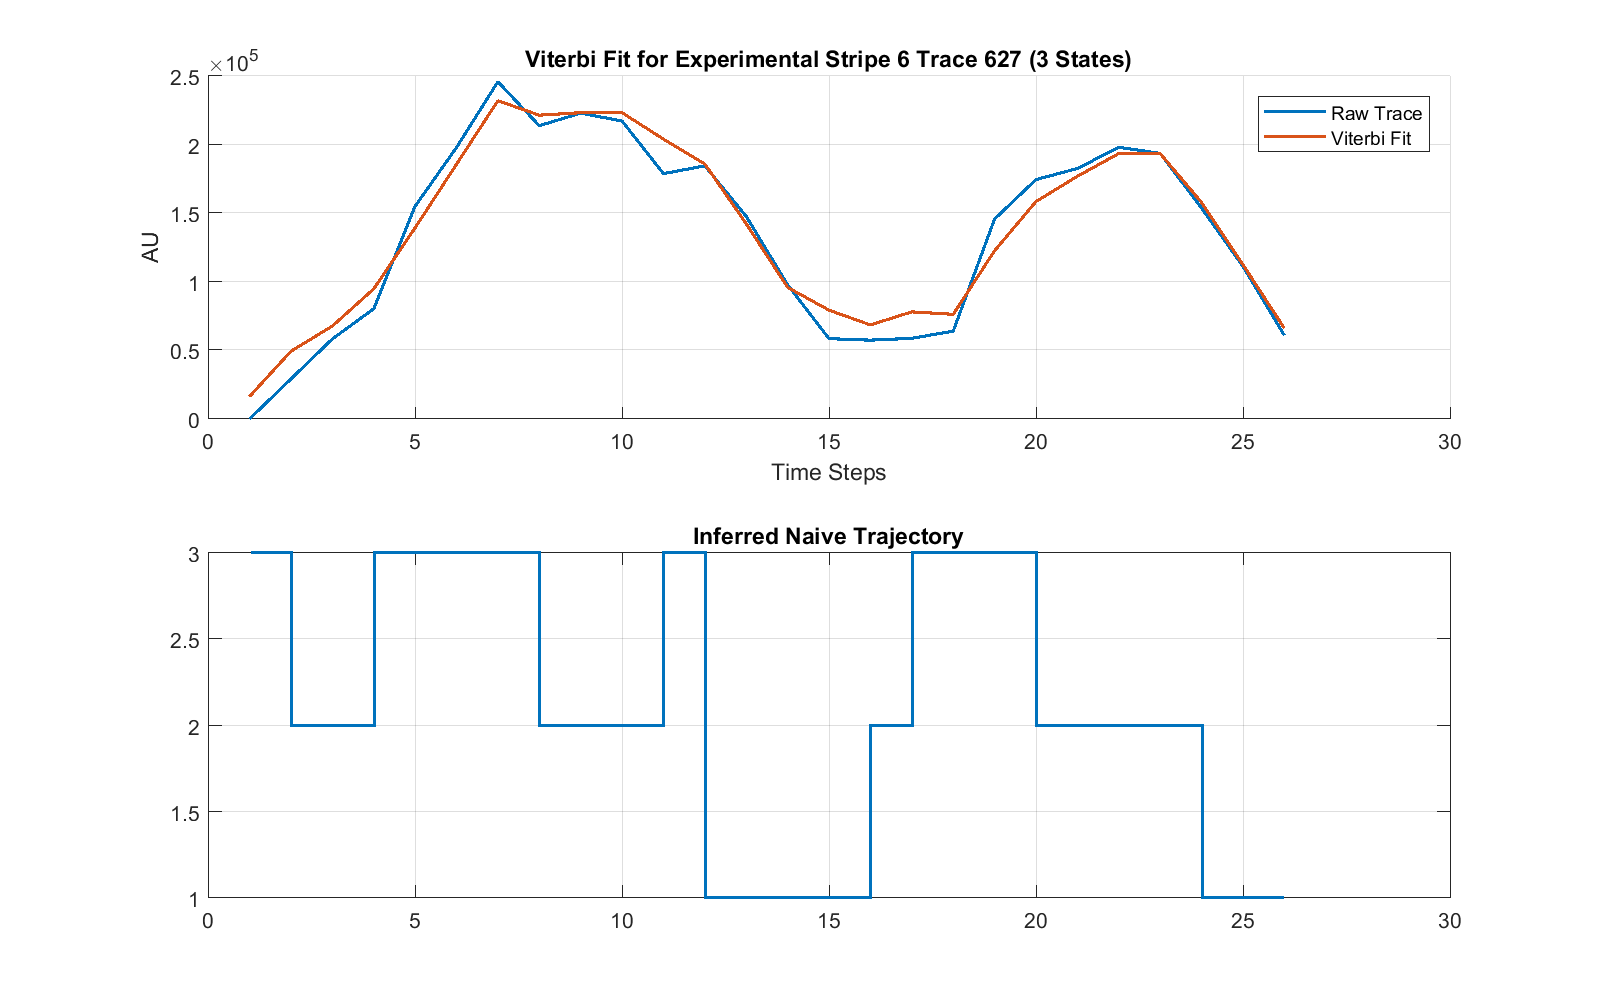 Viterbi Fit for Experimental Stripe 6 Trace 627 (3 States)
×10^5
2.5
2
1.5
1
0.5
0
AU
Raw Trace
Viterbi Fit
0 5 10 15 20 25 30
Time Steps
Inferred Naive Trajectory
3
2.5
2
1.5
1
0 5 10 15 20 25 30